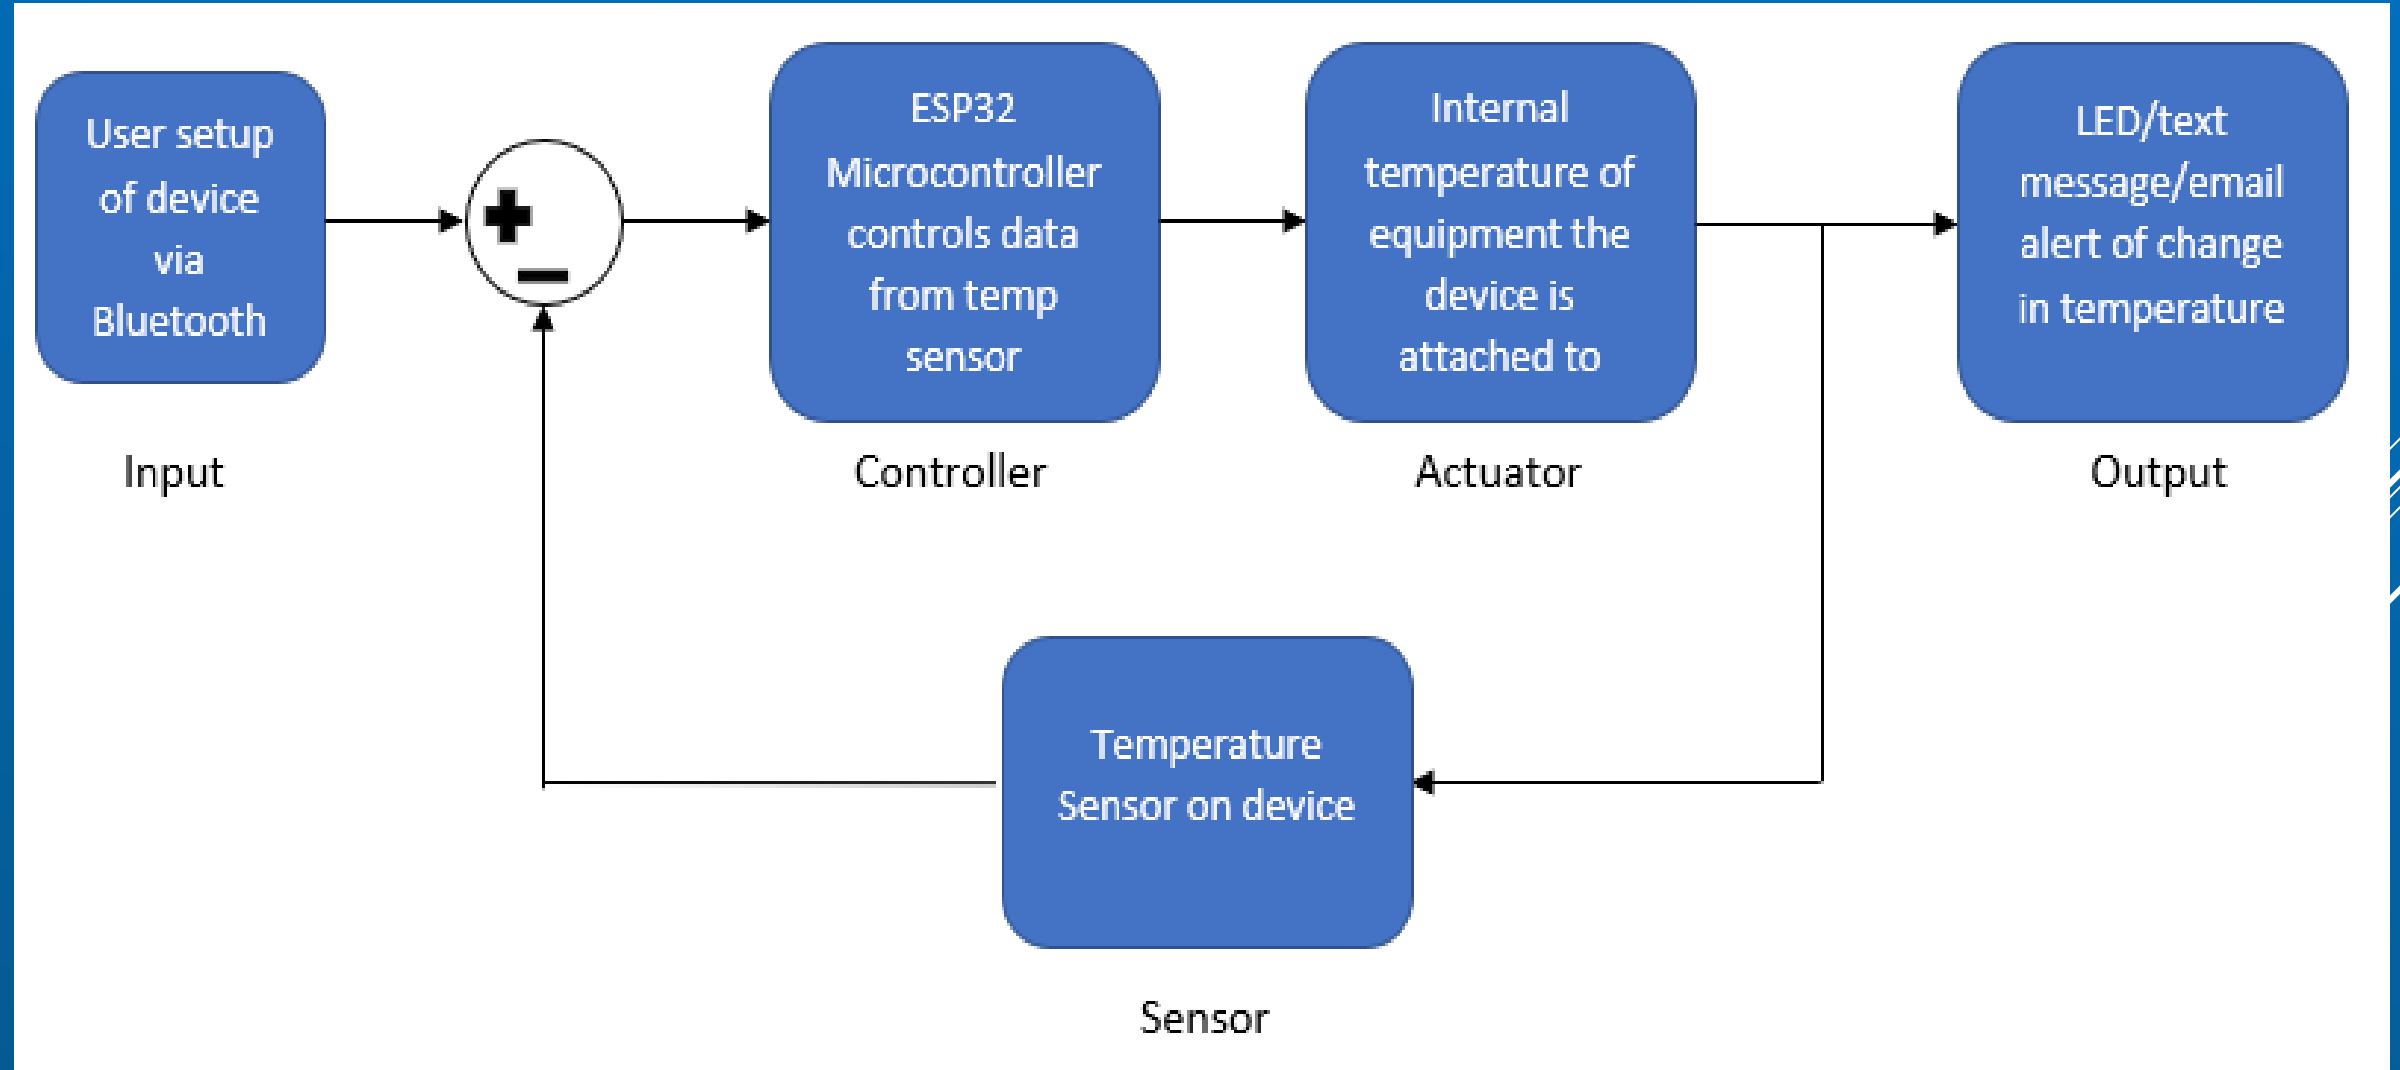 User setup
of device
via
Bluetooth
Input
+
-
ESP32
Microcontroller
controls data
from temp
sensor
Controller
Internal
temperature of
equipment the
device is
attached to
Actuator
LED/text
message/email
alert of change
in temperature
Output
Temperature
Sensor on device
Sensor